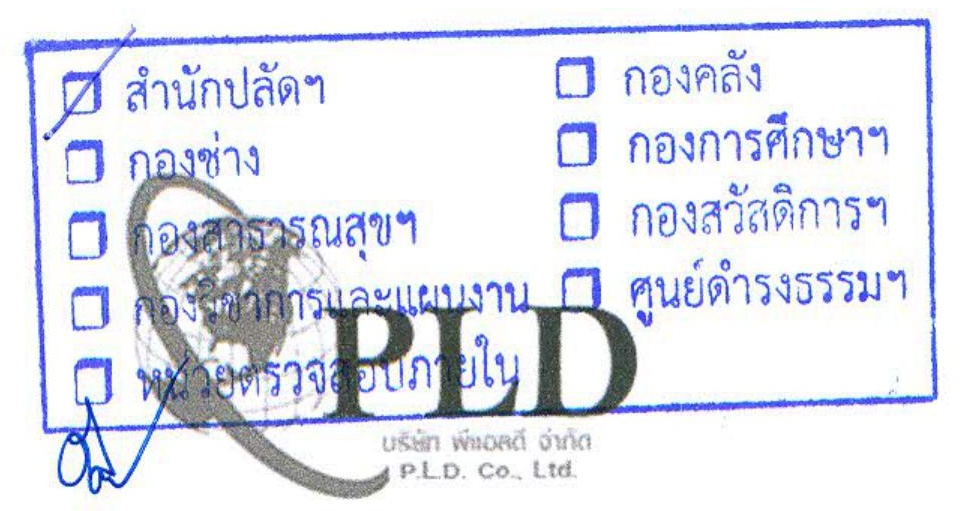 สำนักปลัดฯ กองคลัง
กองช่าง กองการศึกษาฯ
กองสาธารณสุขฯ กองสวัสดิการฯ
กองวิชาการและแผนงาน ศูนย์ดำรงธรรมฯ
หน่วยตรวจสอบภายใน
PLD
บริษัท พีแอลดี จำกัด
P.L.D. Co., Ltd.